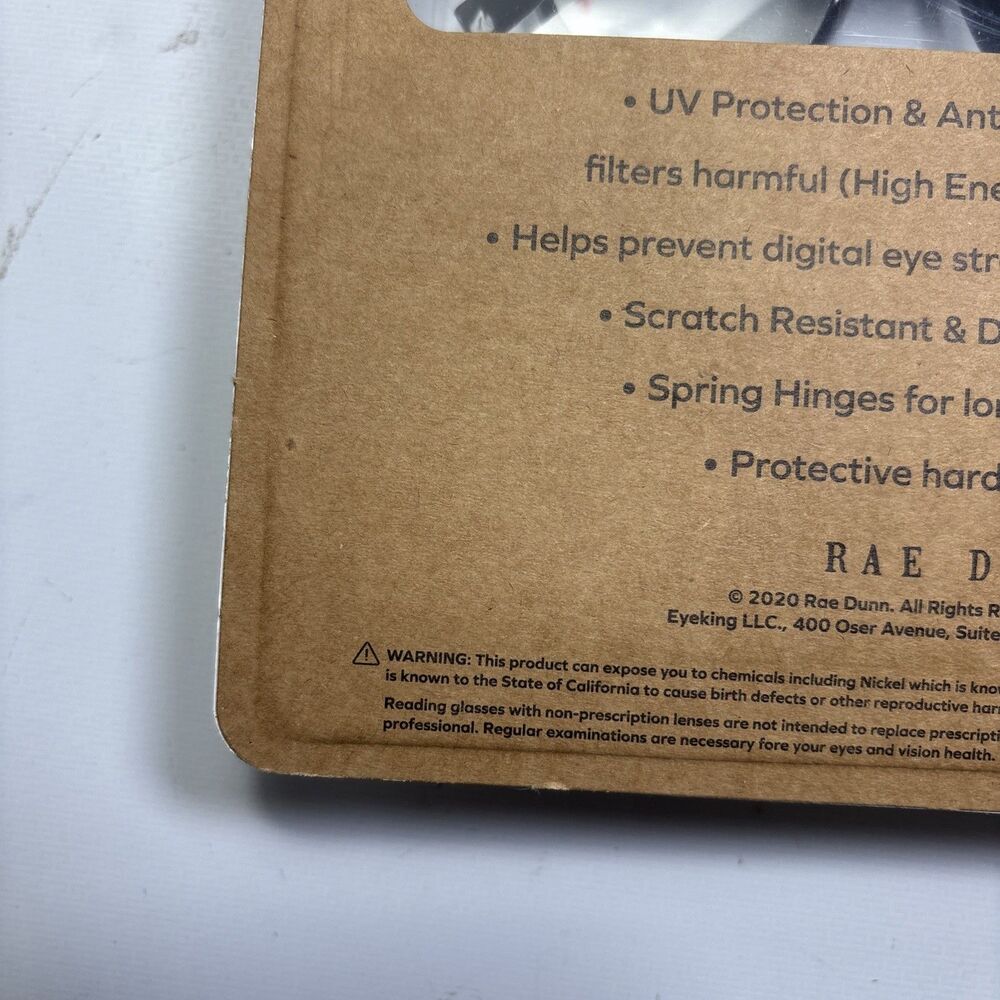 • UV Protection & Ant
filters harmful (High Ene
• Helps prevent digital eye str
• Scratch Resistant & D
• Spring Hinges for lon
• Protective hard
RAE D
© 2020 Rae Dunn. All Rights R
Eyeking LLC., 400 Oser Avenue, Suite
⚠ WARNING: This product can expose you to chemicals including Nickel which is know
is known to the State of California to cause birth defects or other reproductive harm
Reading glasses with non-prescription lenses are not intended to replace prescripti
professional. Regular examinations are necessary fore your eyes and vision health.